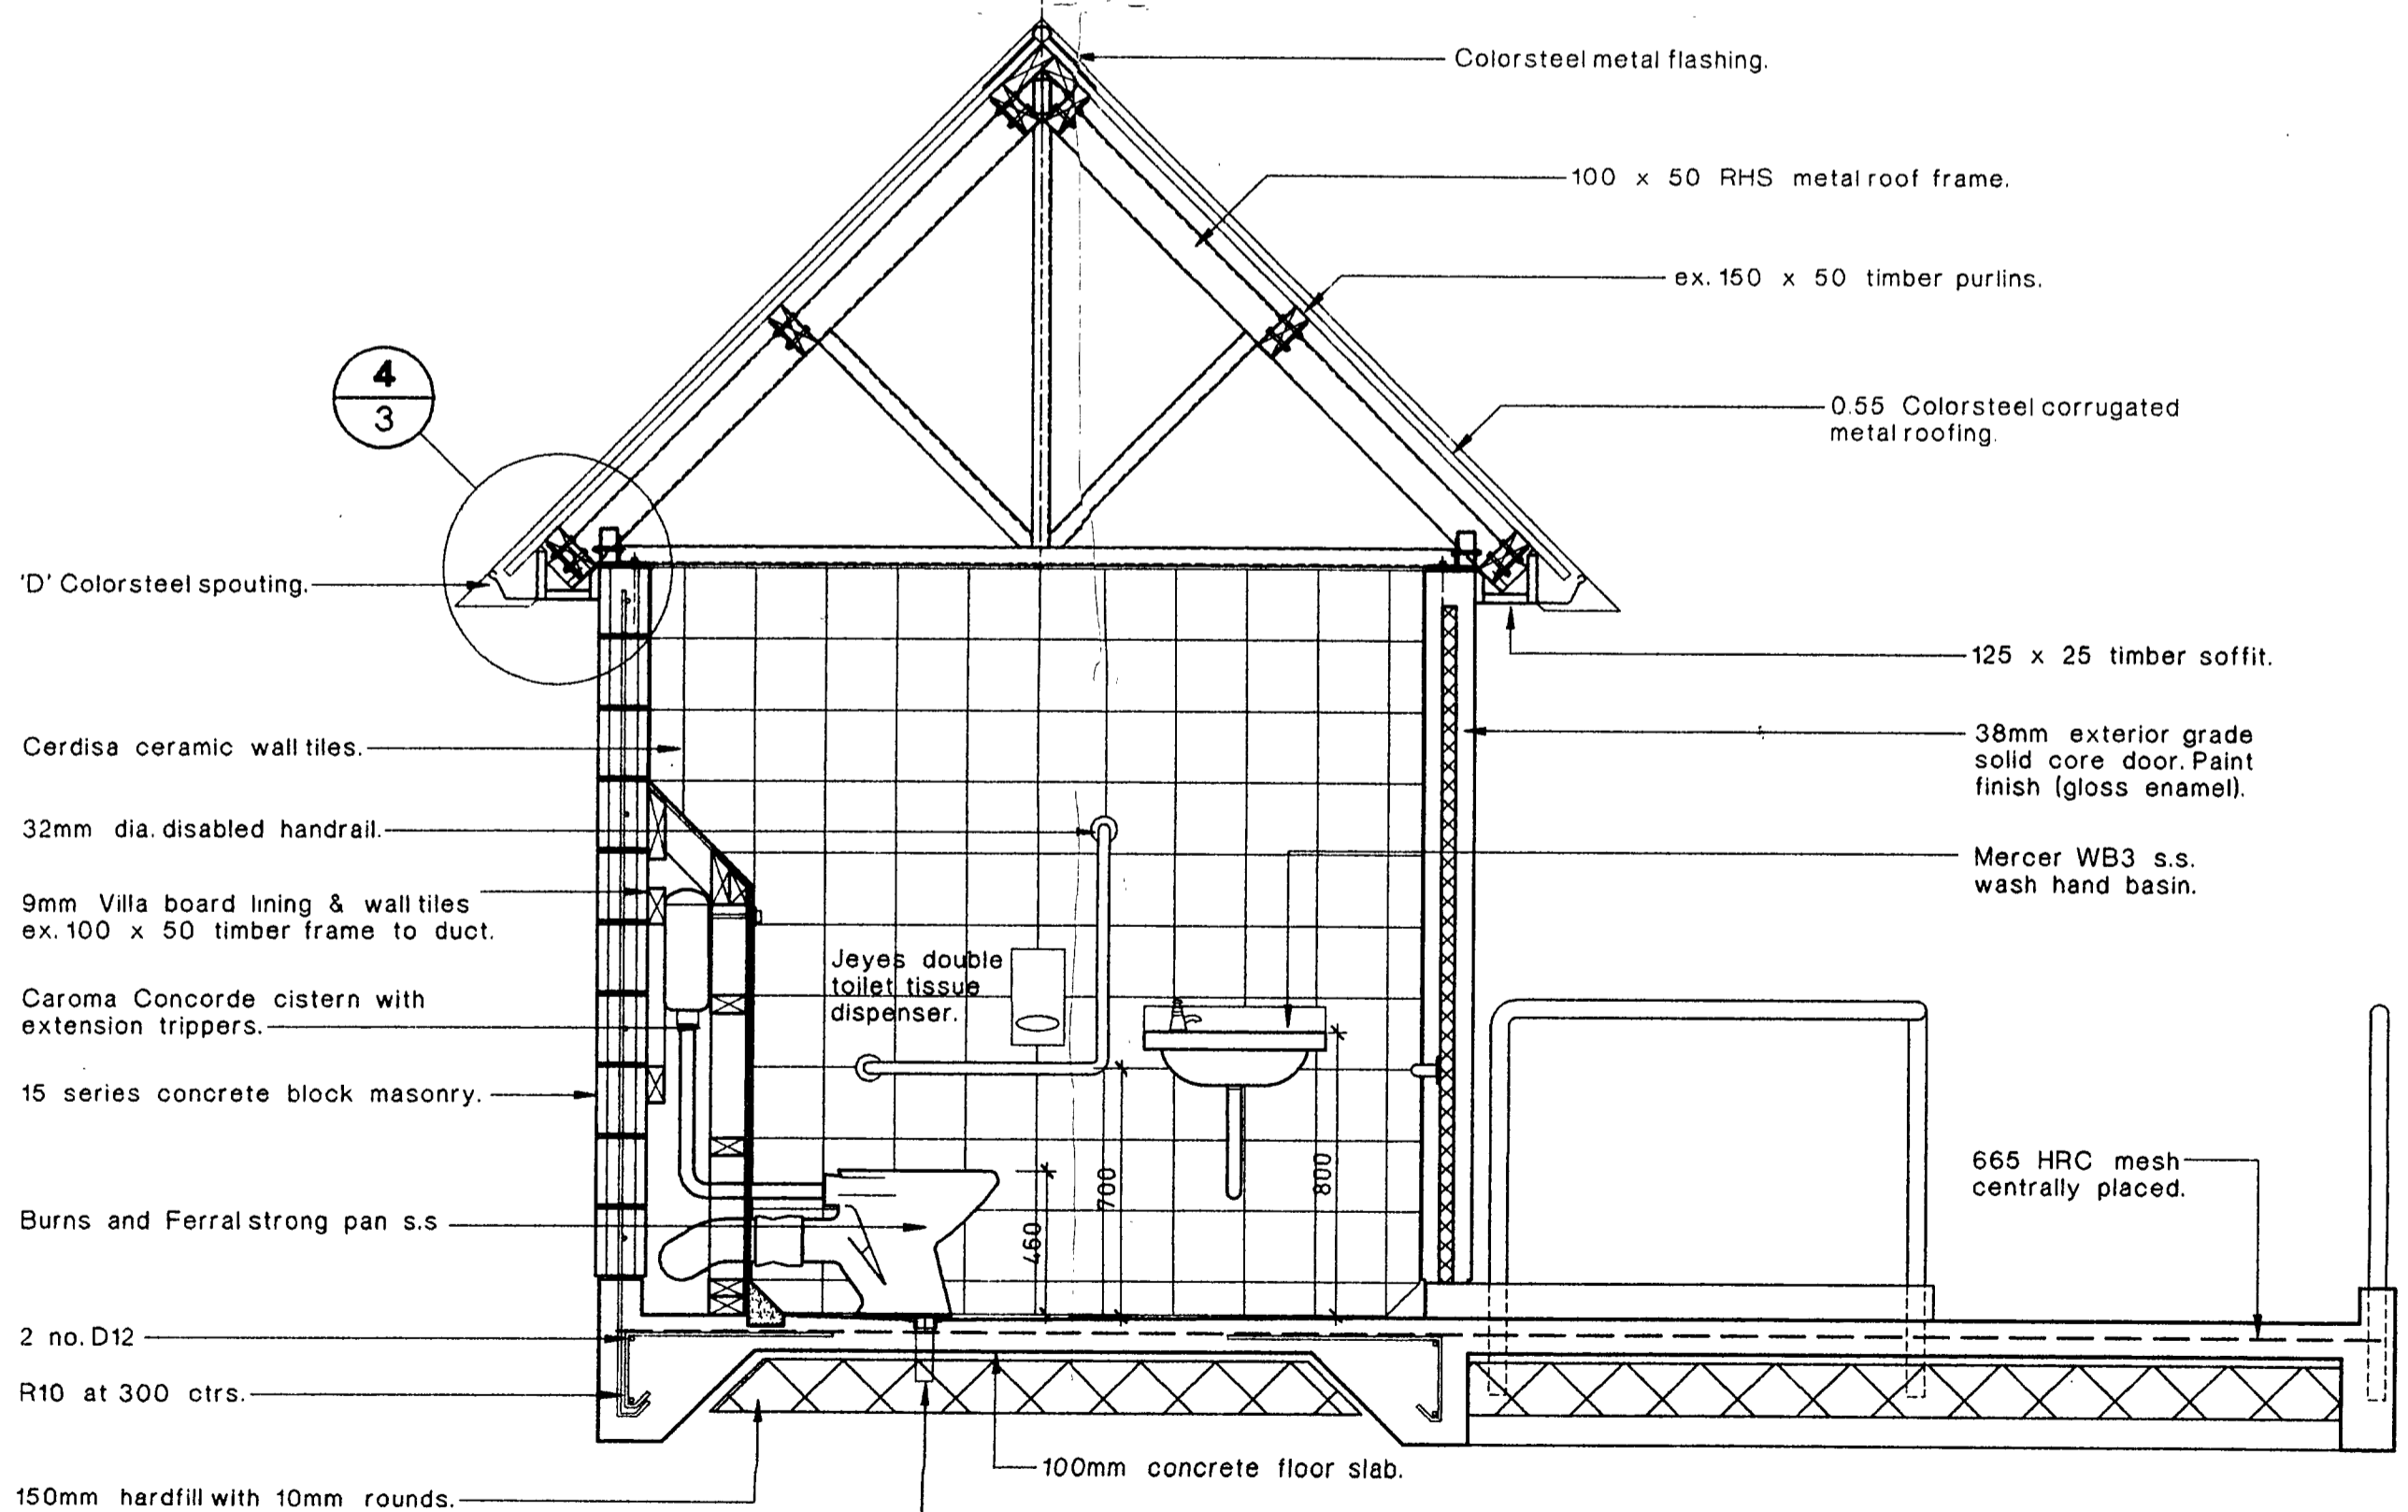 Colorsteel metal flashing.
100 x 50 RHS metal roof frame.
ex. 150 x 50 timber purlins.
4
3
0.55 Colorsteel corrugated
metal roofing.
'D' Colorsteel spouting.
125 x 25 timber soffit.
Cerdisa ceramic wall tiles.
38mm exterior grade
solid core door. Paint
finish (gloss enamel).
32mm dia. disabled handrail.
Mercer WB3 s.s.
wash hand basin.
9mm Villa board lining & wall tiles
ex. 100 x 50 timber frame to duct.
Jeyes double
toilet tissue
dispenser.
Caroma Concorde cistern with
extension trippers.
15 series concrete block masonry.
665 HRC mesh
centrally placed.
460
700
800
Burns and Ferral strong pan s.s
2 no. D12
R10 at 300 ctrs.
100mm concrete floor slab.
150mm hardfill with 10mm rounds.